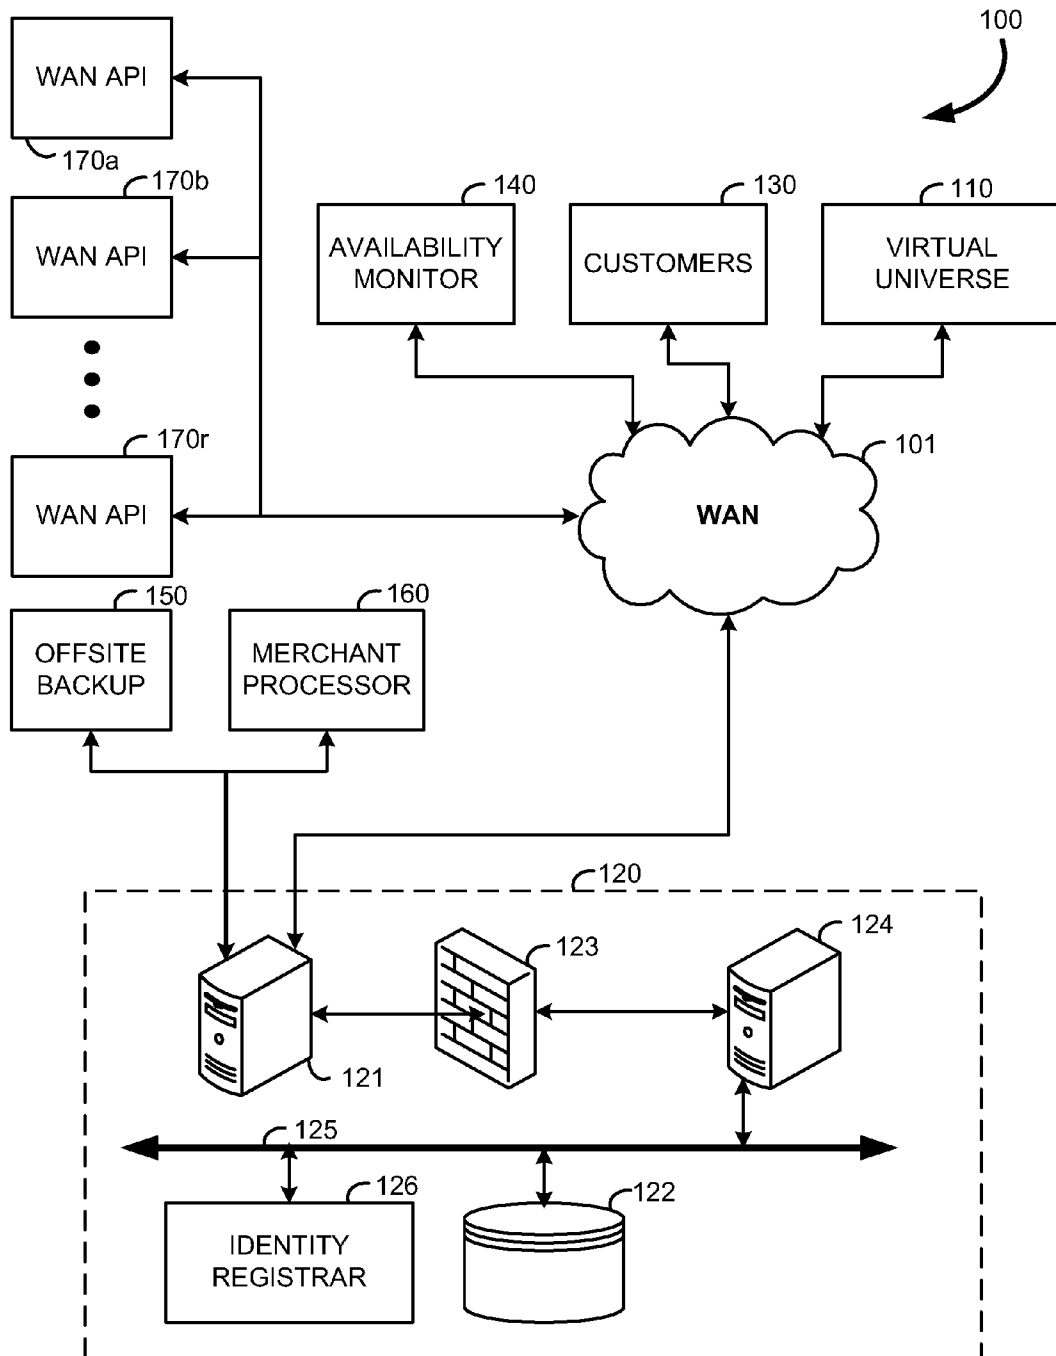 100
WAN API
170a
170b
WAN API
140
130
110
AVAILABILITY
MONITOR
CUSTOMERS
VIRTUAL
UNIVERSE
170r
WAN API
101
WAN
150
160
OFFSITE
BACKUP
MERCHANT
PROCESSOR
120
123
124
121
125
126
122
IDENTITY
REGISTRAR